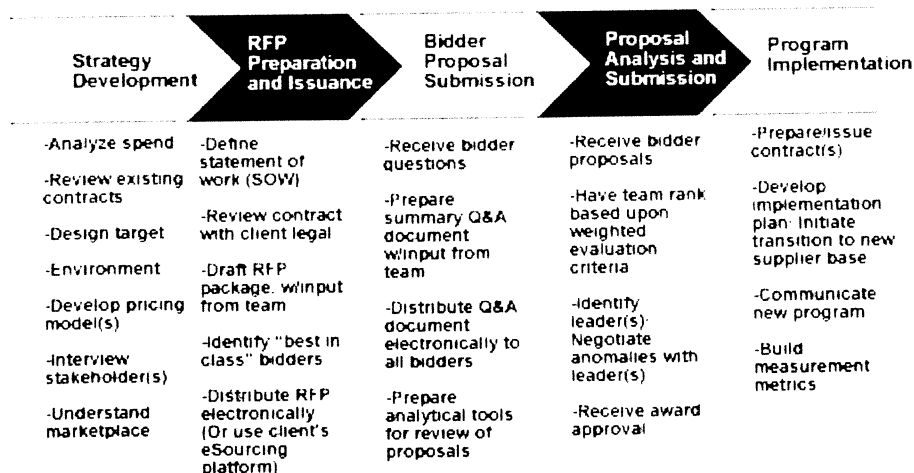 Strategy
Development
RFP
Preparation
and Issuance
Bidder
Proposal
Submission
Proposal
Analysis and
Submission
Program
Implementation
-Analyze spend
-Review existing
contracts
-Design target
-Environment
-Develop pricing
model(s)
-Interview
stakeholder(s)
-Understand
marketplace
-Define
statement of
work (SOW)
-Review contract
with client legal
-Draft RFP
package. w/input
from team
-Identify "best in
class" bidders
-Distribute RFP
electronically
(Or use client's
eSourcing
platform)
-Receive bidder
questions
-Prepare
summary Q&A
document
w/input from
team
-Distribute Q&A
document
electronically to
all bidders
-Prepare
analytical tools
for review of
proposals
-Receive bidder
proposals
-Have team rank
based upon
weighted
evaluation
criteria
-Identify
leader(s)·
Negotiate
anomalies with
leader(s)
-Receive award
approval
-Prepare/issue
contract(s)
-Develop
implementation
plan· Initiate
transition to new
supplier base
-Communicate
new program
-Build
measurement
metrics